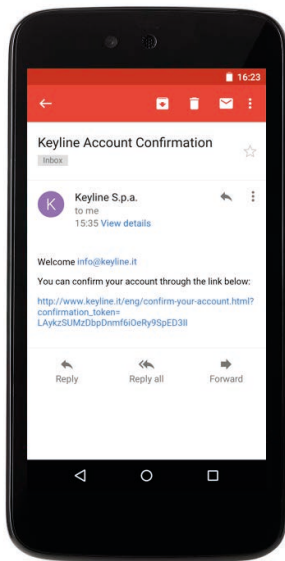 16:23
Keyline Account Confirmation
Inbox
K
Keyline S.p.a.
to me
15:35 View details
Welcome info@keyline.it
You can confirm your account through the link below:
http://www.keyline.it/eng/confirm-your-account.html?
confirmation_token=
LAykzSUMzDbpDnmf6iOeRy9SpED3II
Reply
Reply all
Forward